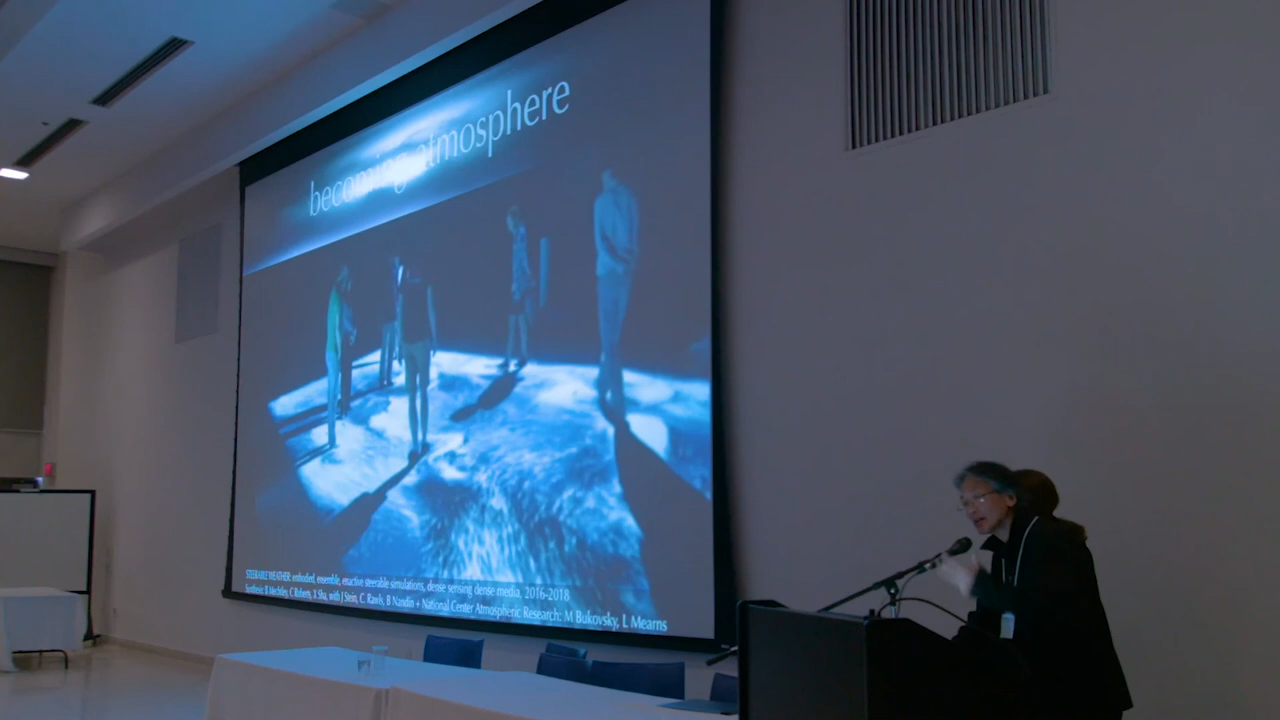 becoming atmosphere
STEERABLE WEATHER: embodied, ensemble, enactive steerable simulations, dense sensing dense media, 2016-2018
Synthesis: B Mechtley, C Roberts, X Sha, with J Stein, C. Rawls, B Nandin + National Center Atmospheric Research: M Bukovsky, L Mearns